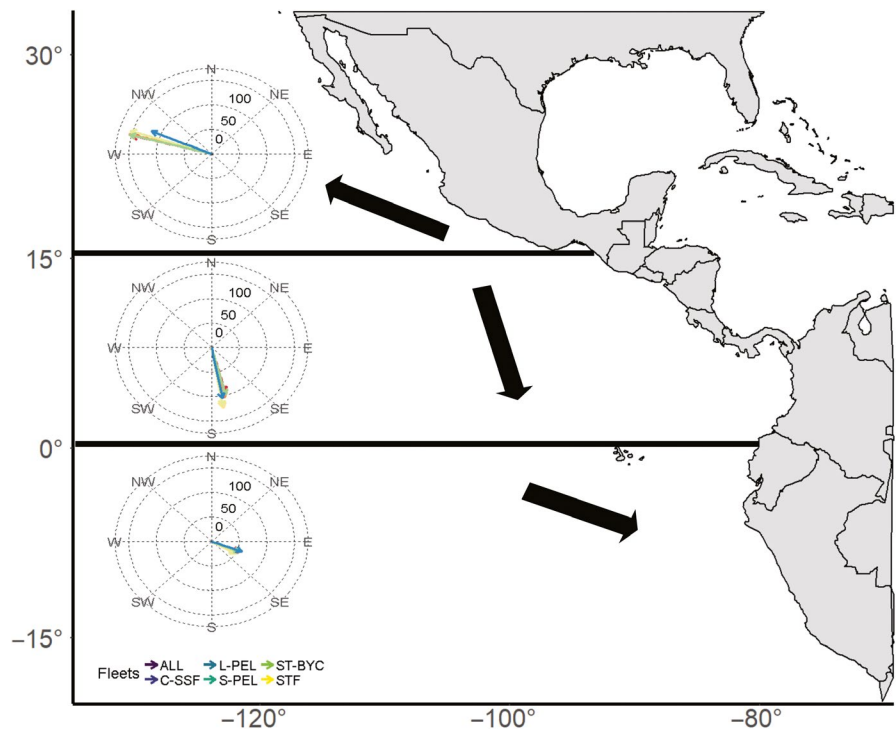 30°
N
NW
NE
100
50
0
W
E
SW
SE
S
15°
N
NW
NE
100
50
0
W
E
SW
SE
S
0°
N
NW
NE
100
50
0
W
E
SW
SE
S
−15°
Fleets
ALL L-PEL ST-BYC
C-SSF S-PEL STF
−120° −100° −80°